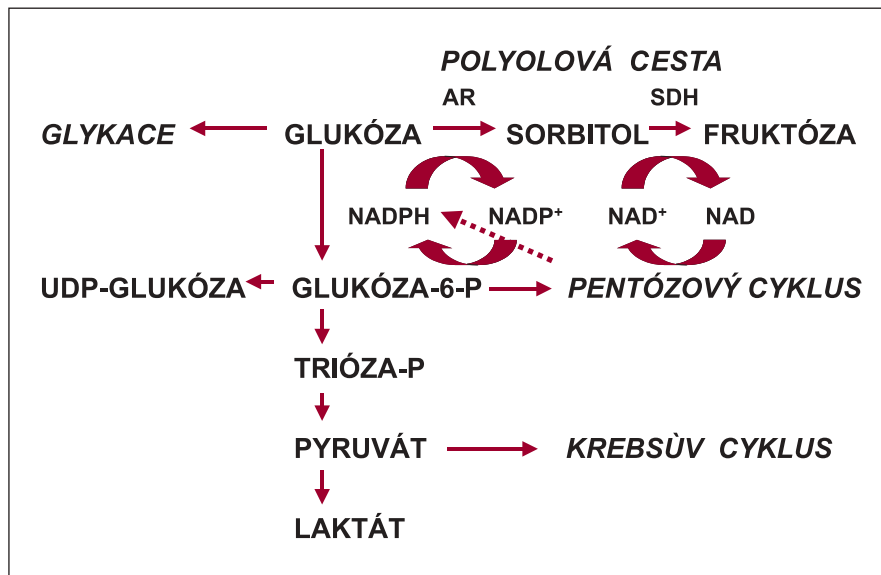 POLYOLOVÁ CESTA
AR SDH
GLYKACE GLUKÓZA SORBITOL FRUKTÓZA
NADPH NADP⁺ NAD⁺ NAD
UDP-GLUKÓZA GLUKÓZA-6-P PENTÓZOVÝ CYKLUS
TRIÓZA-P
PYRUVÁT KREBSÙV CYKLUS
LAKTÁT